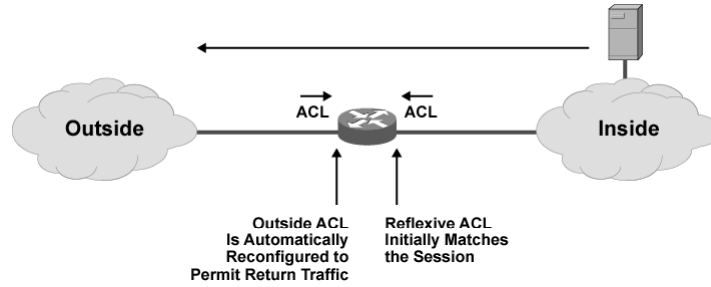 ACL
ACL
Outside
Inside
Outside ACL
Is Automatically
Reconfigured to
Permit Return Traffic
Reflexive ACL
Initially Matches
the Session